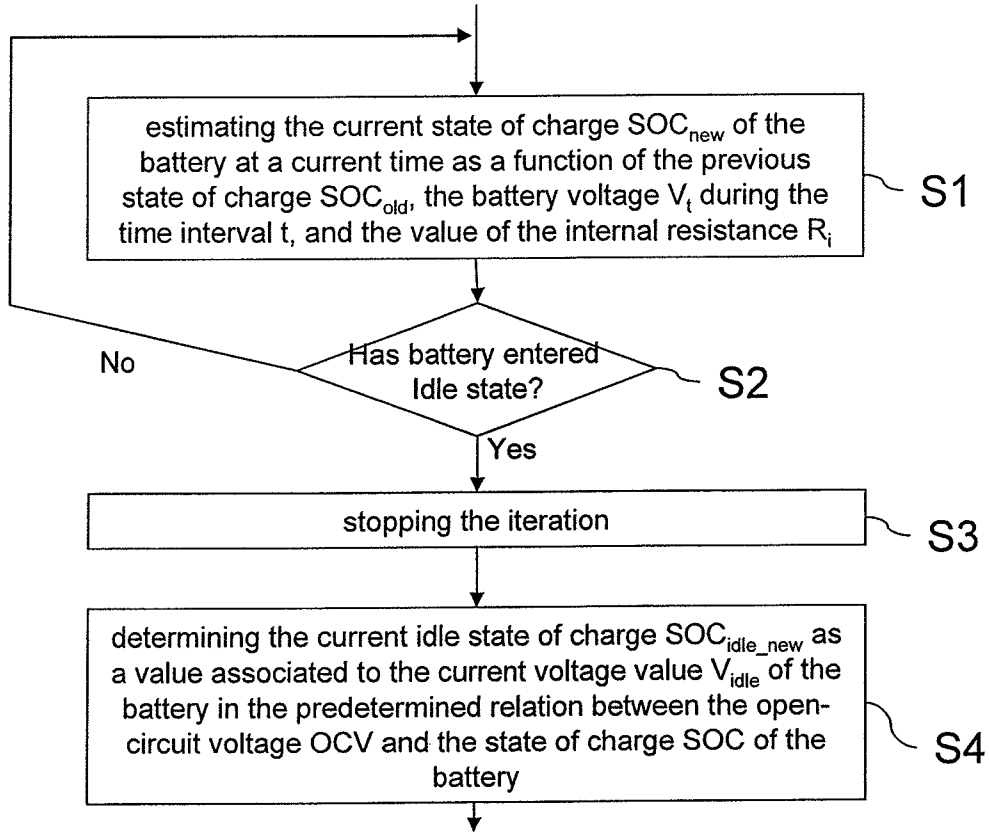 estimating the current state of charge SOCnew of the
battery at a current time as a function of the previous
state of charge SOCold, the battery voltage Vt during the
time interval t, and the value of the internal resistance Ri
S1
Has battery entered
Idle state?
No
S2
Yes
stopping the iteration
S3
determining the current idle state of charge SOCidle_new as
a value associated to the current voltage value Vidle of the
battery in the predetermined relation between the open-
circuit voltage OCV and the state of charge SOC of the
battery
S4